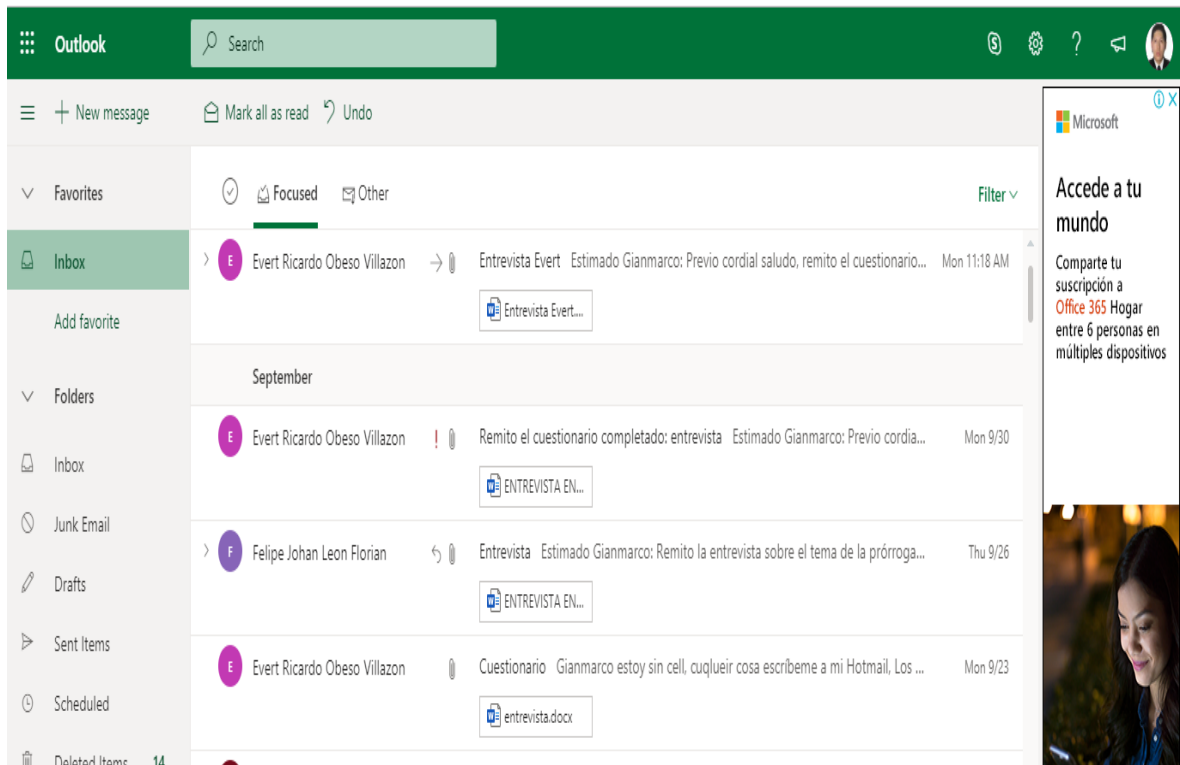 Outlook
Search
New message
Mark all as read
Undo
Microsoft
Favorites
Focused
Other
Filter
Accede a tu
mundo
Inbox
E
Evert Ricardo Obeso Villazon
Entrevista Evert Estimado Gianmarco: Previo cordial saludo, remito el cuestionario...
Mon 11:18 AM
Comparte tu
suscripción a
Office 365 Hogar
entre 6 personas en
múltiples dispositivos
Entrevista Evert....
Add favorite
September
Folders
E
Evert Ricardo Obeso Villazon
!
Remito el cuestionario completado: entrevista Estimado Gianmarco: Previo cordia...
Mon 9/30
Inbox
ENTREVISTA EN...
Junk Email
F
Felipe Johan Leon Florian
Entrevista Estimado Gianmarco: Remito la entrevista sobre el tema de la prórroga...
Thu 9/26
Drafts
ENTREVISTA EN...
Sent Items
E
Evert Ricardo Obeso Villazon
Cuestionario Gianmarco estoy sin cell, cuqlueir cosa escríbeme a mi Hotmail, Los ...
Mon 9/23
Scheduled
entrevista.docx
Deleted Items 14